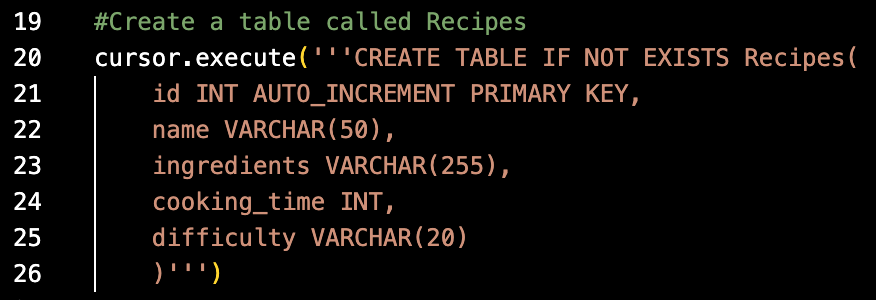 19 #Create a table called Recipes
20 cursor.execute('''CREATE TABLE IF NOT EXISTS Recipes(
21 id INT AUTO_INCREMENT PRIMARY KEY,
22 name VARCHAR(50),
23 ingredients VARCHAR(255),
24 cooking_time INT,
25 difficulty VARCHAR(20)
26 )''')